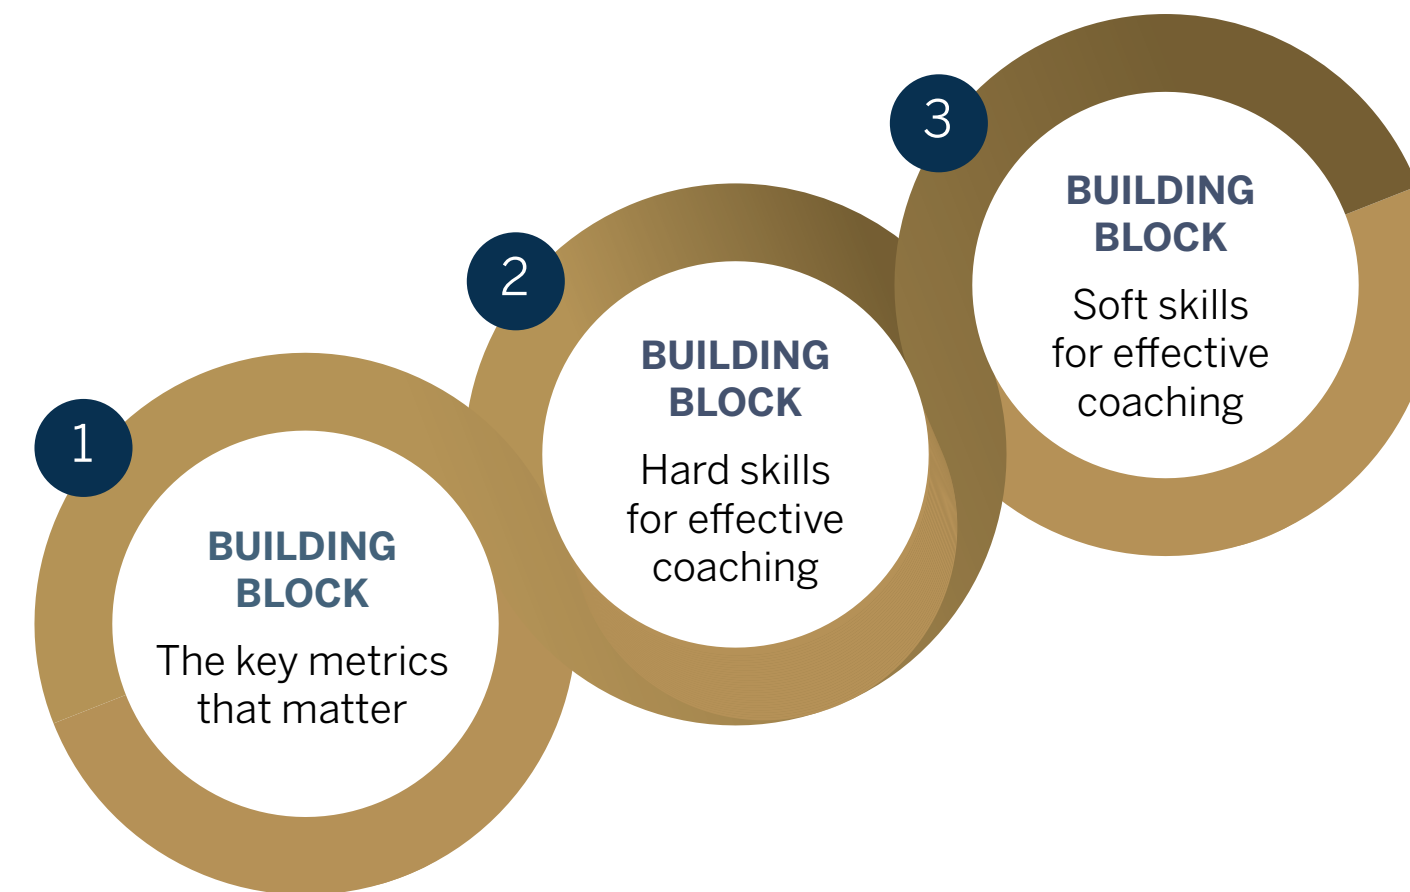 1
BUILDING
BLOCK
The key metrics
that matter
2
BUILDING
BLOCK
Hard skills
for effective
coaching
3
BUILDING
BLOCK
Soft skills
for effective
coaching